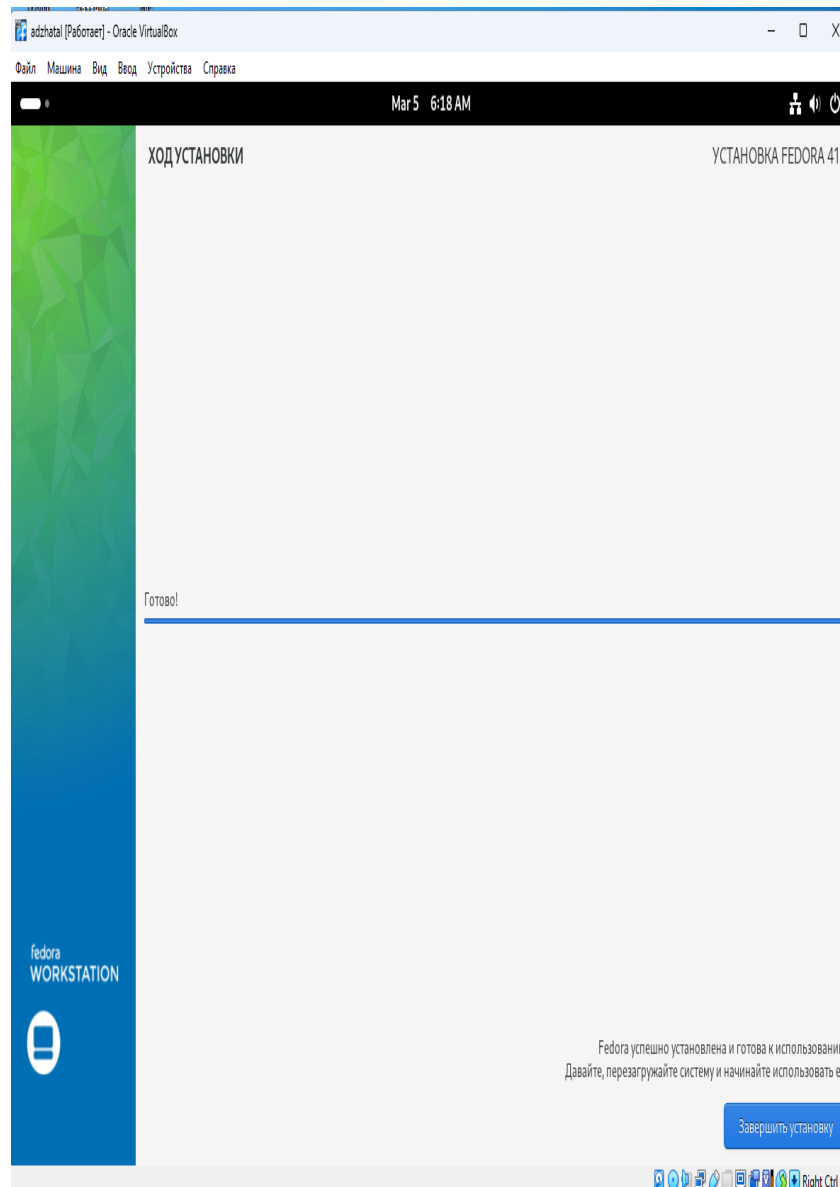 adzhatal [Работает] - Oracle VirtualBox
Файл Машина Вид Ввод Устройства Справка
Mar 5 6:18 AM
ХОД УСТАНОВКИ
УСТАНОВКА FEDORA 41
Готово!
fedora
WORKSTATION
Fedora успешно установлена и готова к использовани
Давайте, перезагружайте систему и начинайте использовать е
Завершить установку
Right Ctrl